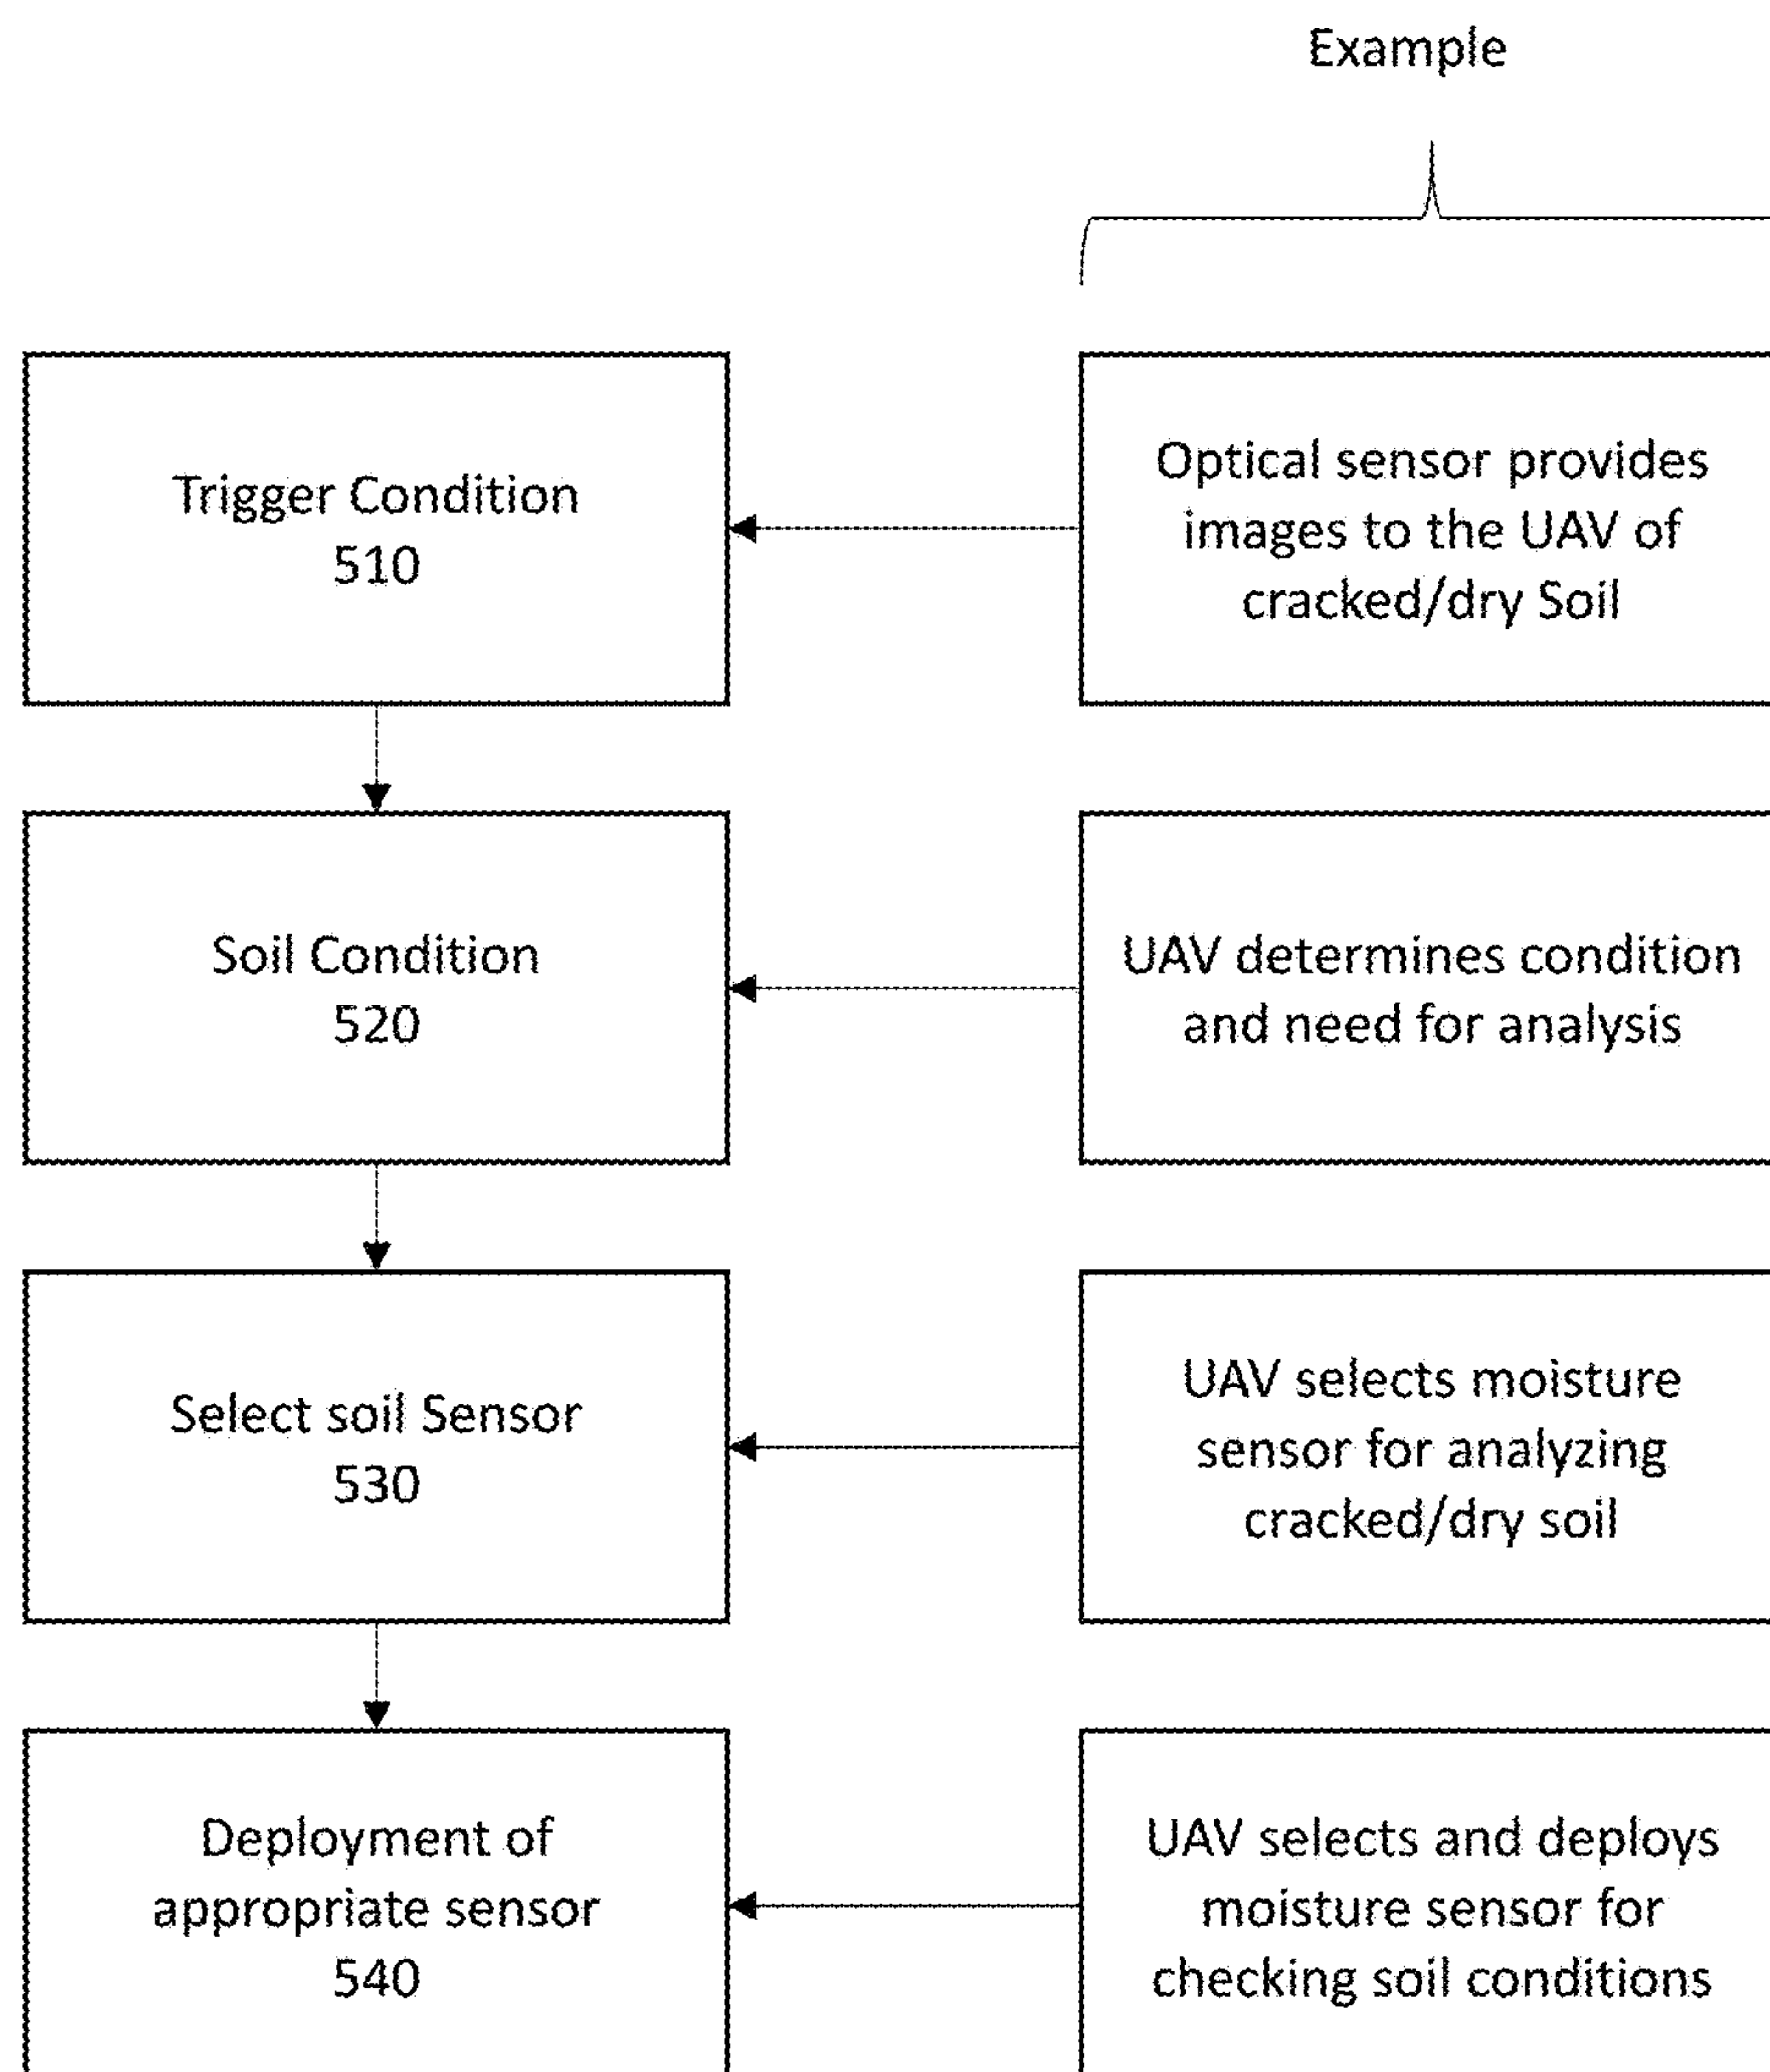 Example
Trigger Condition
510
Optical sensor provides
images to the UAV of
cracked/dry Soil
Soil Condition
520
UAV determines condition
and need for analysis
Select soil Sensor
530
UAV selects moisture
sensor for analyzing
cracked/dry soil
Deployment of
appropriate sensor
540
UAV selects and deploys
moisture sensor for
checking soil conditions